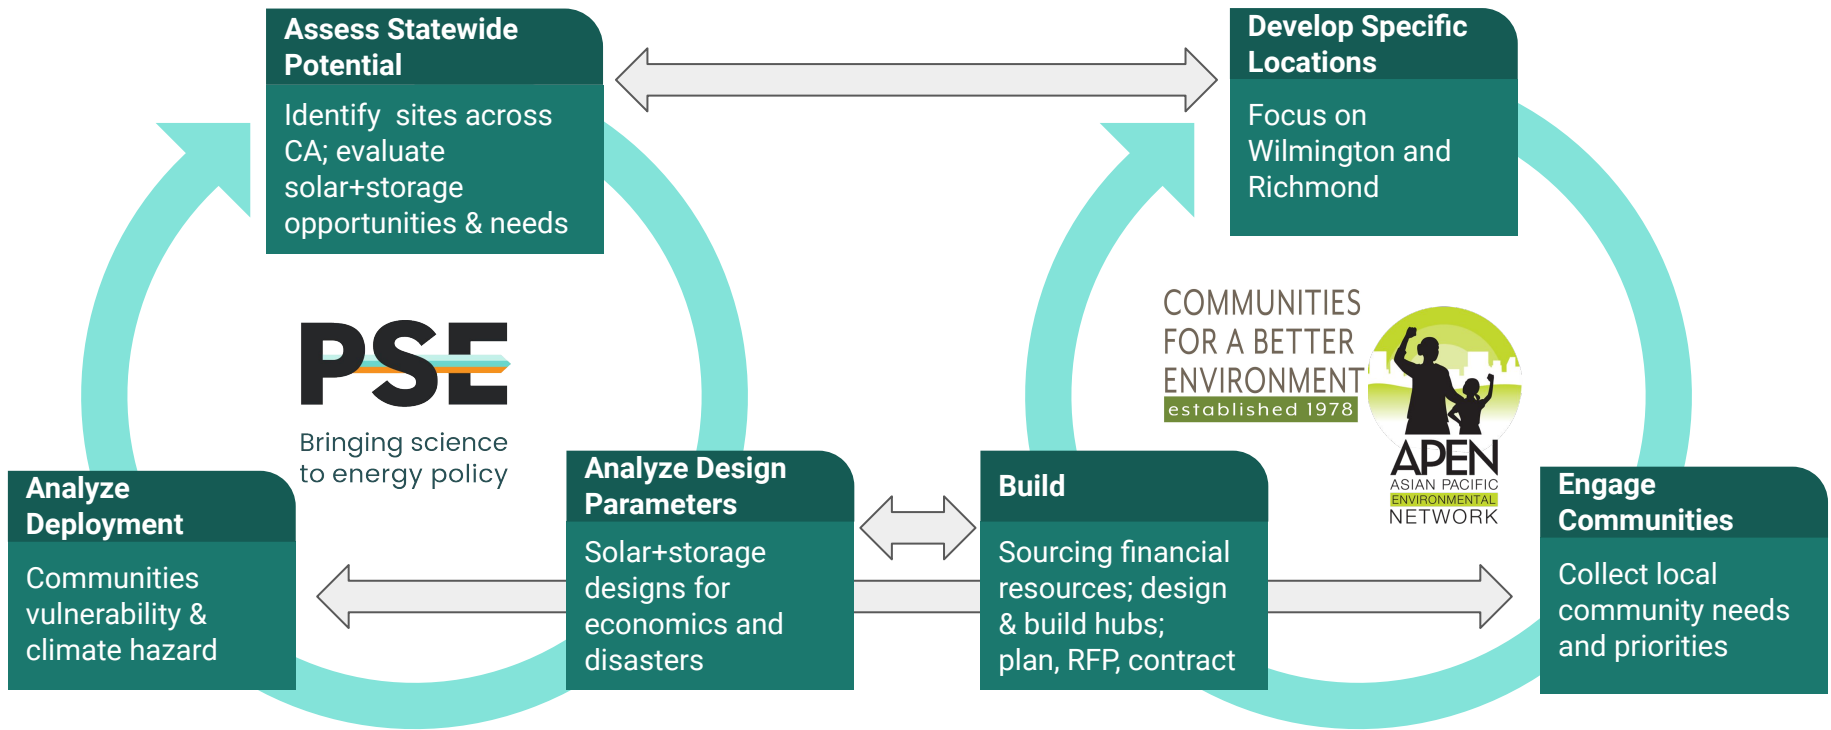 Assess Statewide
Potential
Identify sites across
CA; evaluate
solar+storage
opportunities & needs
Develop Specific
Locations
Focus on
Wilmington and
Richmond
PSE
Bringing science
to energy policy
COMMUNITIES
FOR A BETTER
ENVIRONMENT
established 1978
APEN
ASIAN PACIFIC
ENVIRONMENTAL
NETWORK
Analyze
Deployment
Communities
vulnerability &
climate hazard
Analyze Design
Parameters
Solar+storage
designs for
economics and
disasters
Build
Sourcing financial
resources; design
& build hubs;
plan, RFP, contract
Engage
Communities
Collect local
community needs
and priorities